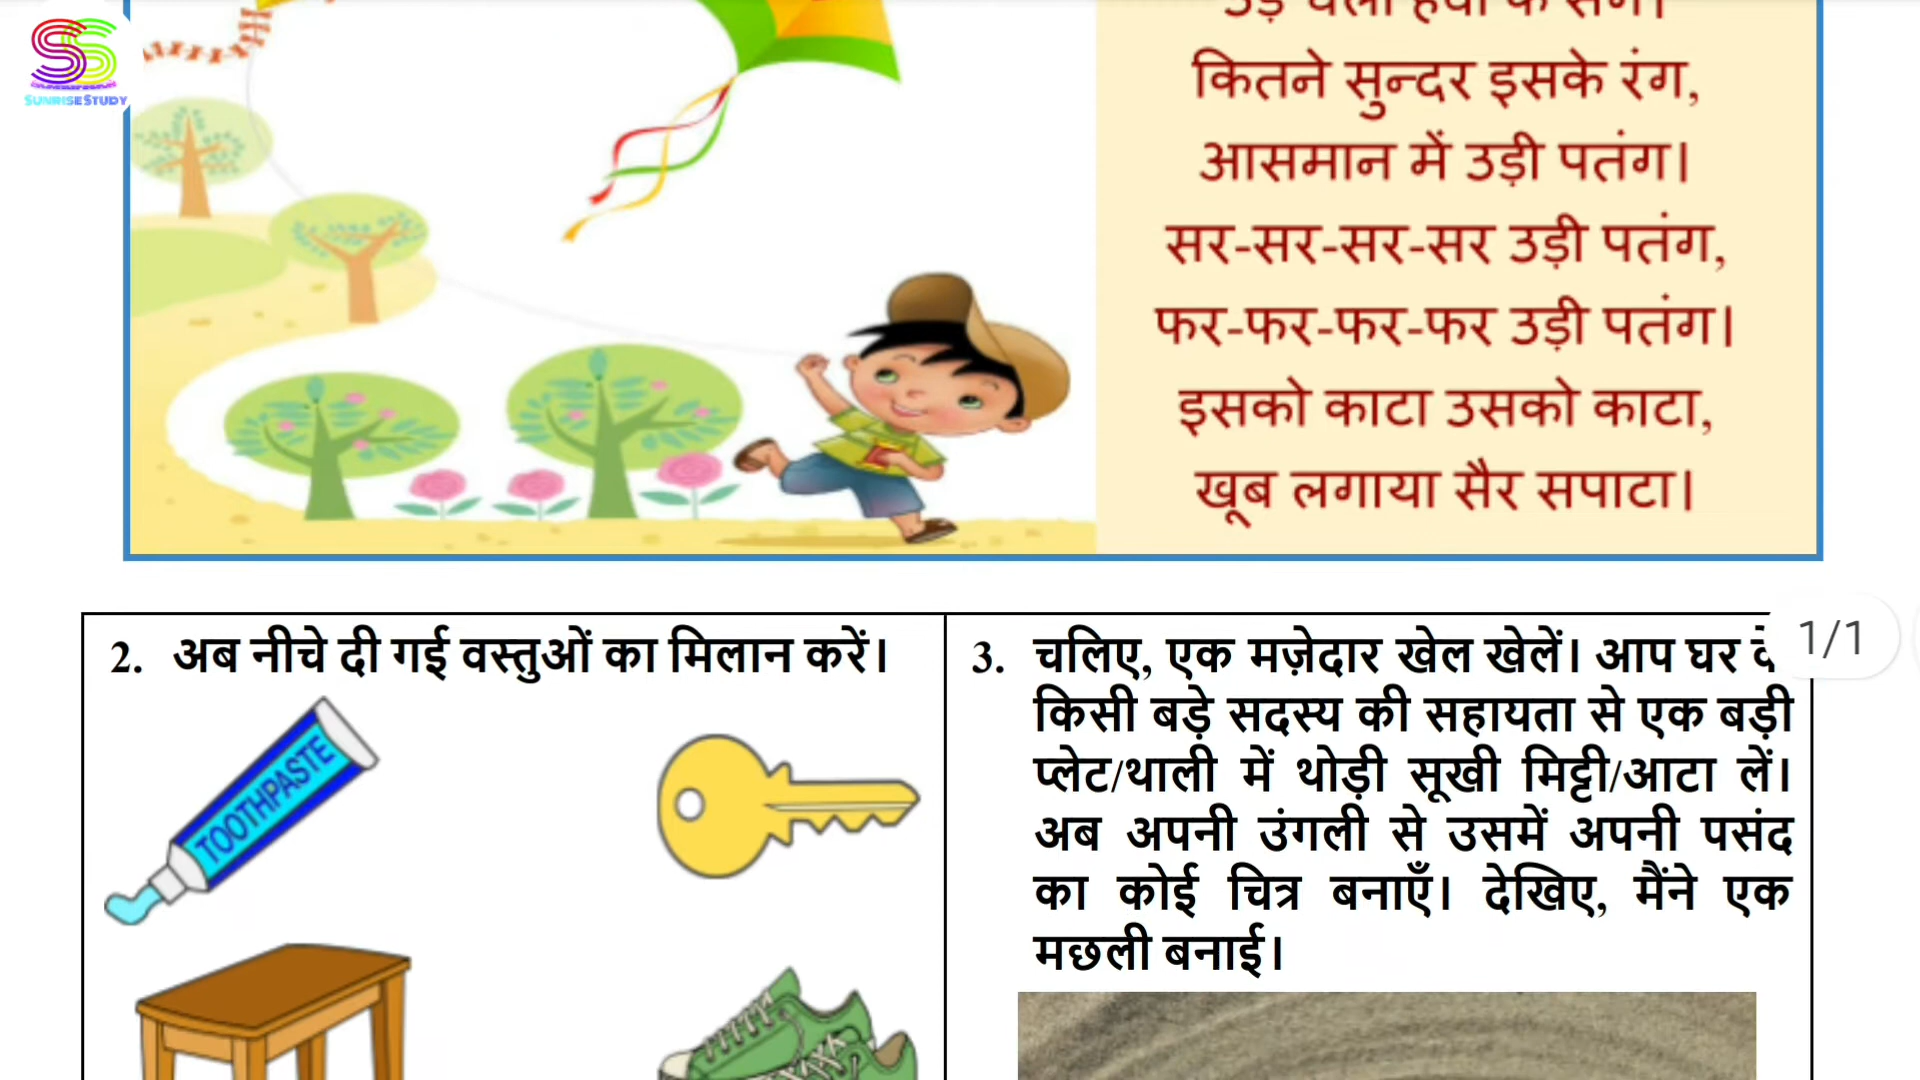 SUNRISE STUDY
कितने सुन्दर इसके रंग,
आसमान में उड़ी पतंग।
सर-सर-सर-सर उड़ी पतंग,
फर-फर-फर-फर उड़ी पतंग।
इसको काटा उसको काटा,
खूब लगाया सैर सपाटा।
2. अब नीचे दी गई वस्तुओं का मिलान करें।
TOOTHPASTE
3. चलिए, एक मज़ेदार खेल खेलें। आप घर
किसी बड़े सदस्य की सहायता से एक बड़ी
प्लेट/थाली में थोड़ी सूखी मिट्टी/आटा लें।
अब अपनी उंगली से उसमें अपनी पसंद
का कोई चित्र बनाएँ। देखिए, मैंने एक
मछली बनाई।
1/1